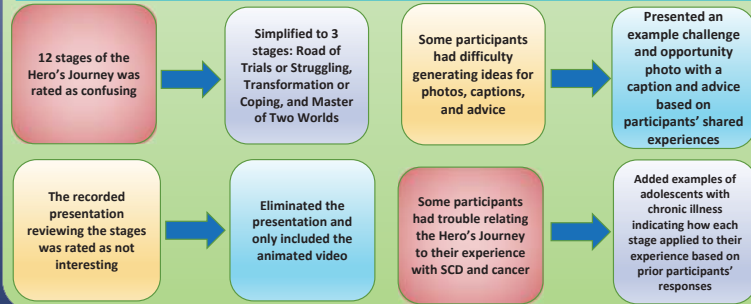 12 stages of the
Hero's Journey was
rated as confusing
Simplified to 3
stages: Road of
Trials or Struggling,
Transformation or
Coping, and Master
of Two Worlds
Some participants
had difficulty
generating ideas for
photos, captions,
and advice
Presented an
example challenge
and opportunity
photo with a
caption and advice
based on
participants' shared
experiences
The recorded
presentation
reviewing the stages
was rated as not
interesting
Eliminated the
presentation and
only included the
animated video
Some participants
had trouble relating
the Hero's Journey
to their experience
with SCD and cancer
Added examples of
adolescents with
chronic illness
indicating how each
stage applied to their
experience based on
prior participants'
responses